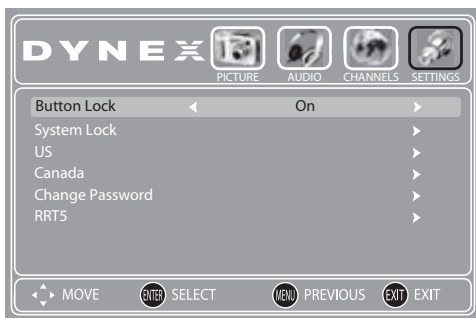 DYNEX
PICTURE AUDIO CHANNELS SETTINGS
Button Lock On
System Lock
US
Canada
Change Password
RRT5
MOVE ENTER SELECT MENU PREVIOUS EXIT EXIT